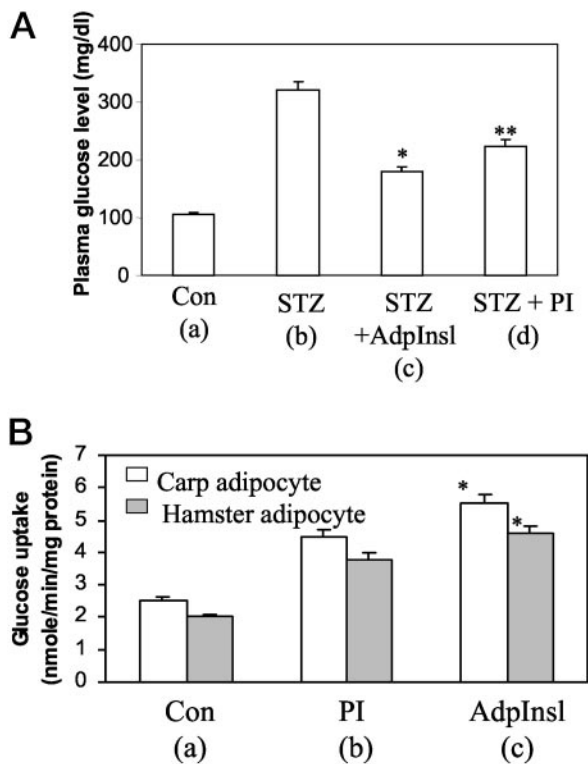 A
Plasma glucose level (mg/dl)
400
300
200
100
0
*
**
Con
(a)
STZ
(b)
STZ
+AdpInsl
(c)
STZ + PI
(d)
B
Glucose uptake
(nmole/min/mg protein)
7
6
5
4
3
2
1
0
Carp adipocyte
Hamster adipocyte
*
*
Con
(a)
PI
(b)
AdpInsl
(c)